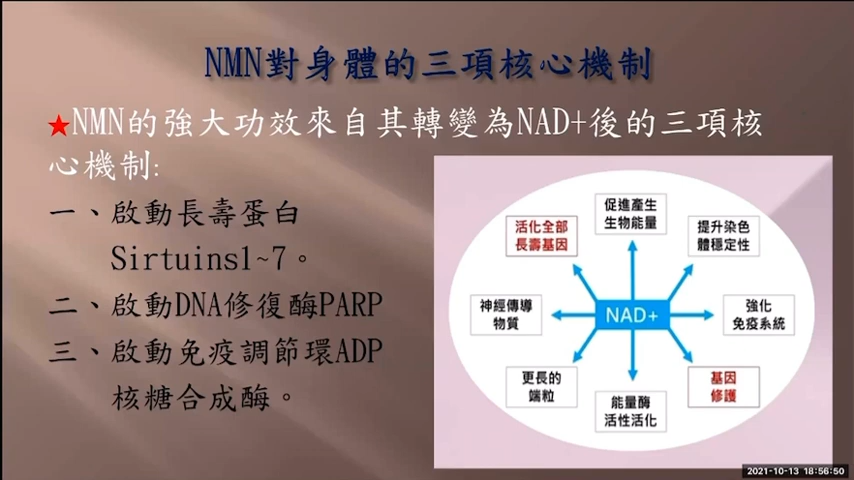 NMN對身體的三項核心機制
★NMN的強大功效來自其轉變為NAD+後的三項核
心機制:
一、啟動長壽蛋白
Sirtuins1~7。
二、啟動DNA修復酶PARP
三、啟動免疫調節環ADP
核糖合成酶。
促進產生
生物能量
活化全部
長壽基因
提升染色
體穩定性
神經傳導
物質
NAD+
強化
免疫系統
更長的
端粒
能量酶
活性活化
基因
修護
2021-10-13 18:56:50